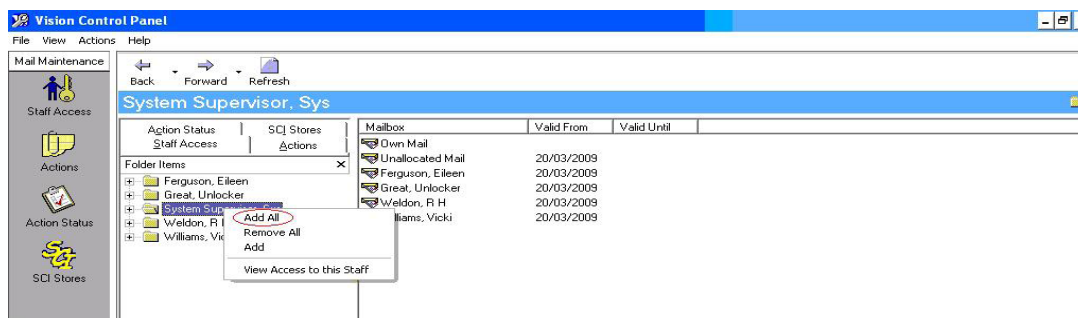 Vision Control Panel
File View Actions Help
Mail Maintenance
Staff Access
Actions
Action Status
SCI Stores
Back Forward Refresh
System Supervisor, Sys
Action Status SCI Stores
Staff Access Actions
Folder Items
Ferguson, Eileen
Great, Unlocker
System Supervisor, Sys
Weldon, R H
Williams, Vic
Add All
Remove All
Add
View Access to this Staff
Mailbox Valid From Valid Until
Own Mail
Unallocated Mail 20/03/2009
Ferguson, Eileen 20/03/2009
Great, Unlocker 20/03/2009
Weldon, R H 20/03/2009
lliams, Vicki 20/03/2009